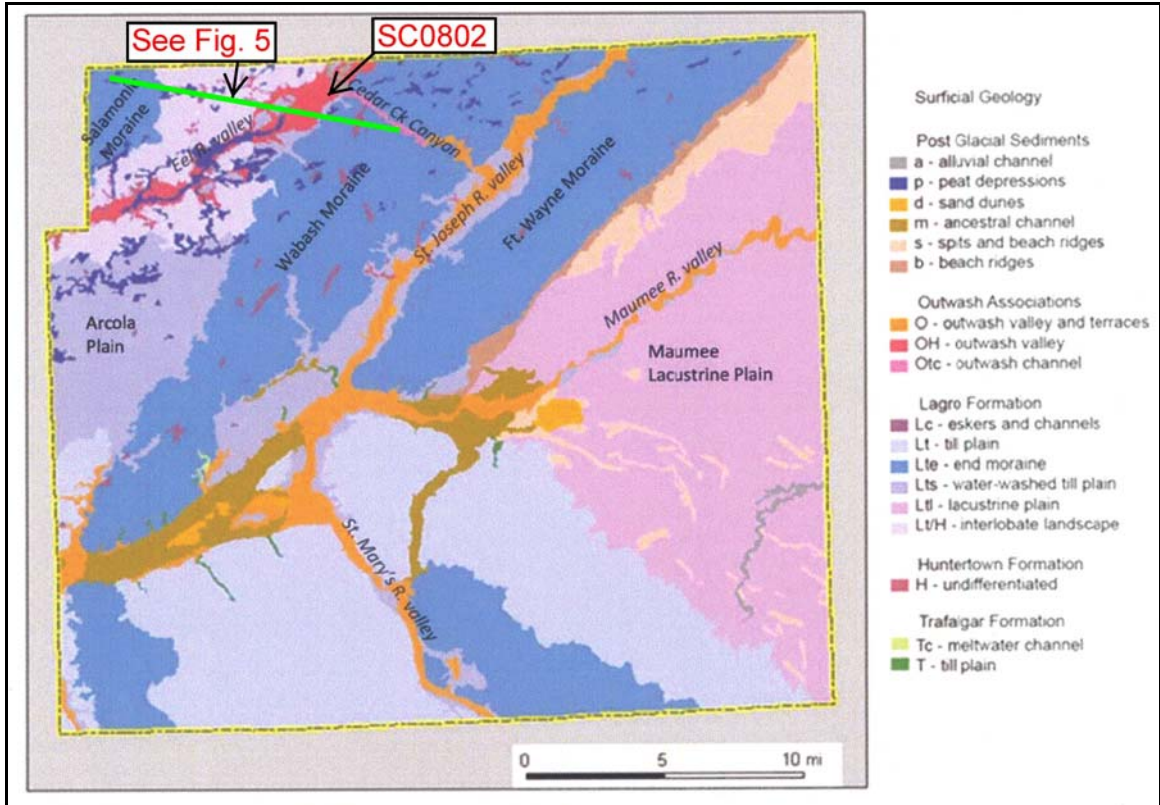 See Fig. 5
SC0802
Salamonie
Moraine
Eel R. valley
Cedar Ck Canyon
Wabash Moraine
St. Joseph R. valley
Ft. Wayne Moraine
Maumee R. valley
Arcola
Plain
Maumee
Lacustrine Plain
St. Mary's R. valley
0 5 10 mi
Surficial Geology
Post Glacial Sediments
a - alluvial channel
p - peat depressions
d - sand dunes
m - ancestral channel
s - spits and beach ridges
b - beach ridges
Outwash Associations
O - outwash valley and terraces
OH - outwash valley
Otc - outwash channel
Lagro Formation
Lc - eskers and channels
Lt - till plain
Lte - end moraine
Lts - water-washed till plain
Ltl - lacustrine plain
Lt/H - interlobate landscape
Huntertown Formation
H - undifferentiated
Trafalgar Formation
Tc - meltwater channel
T - till plain